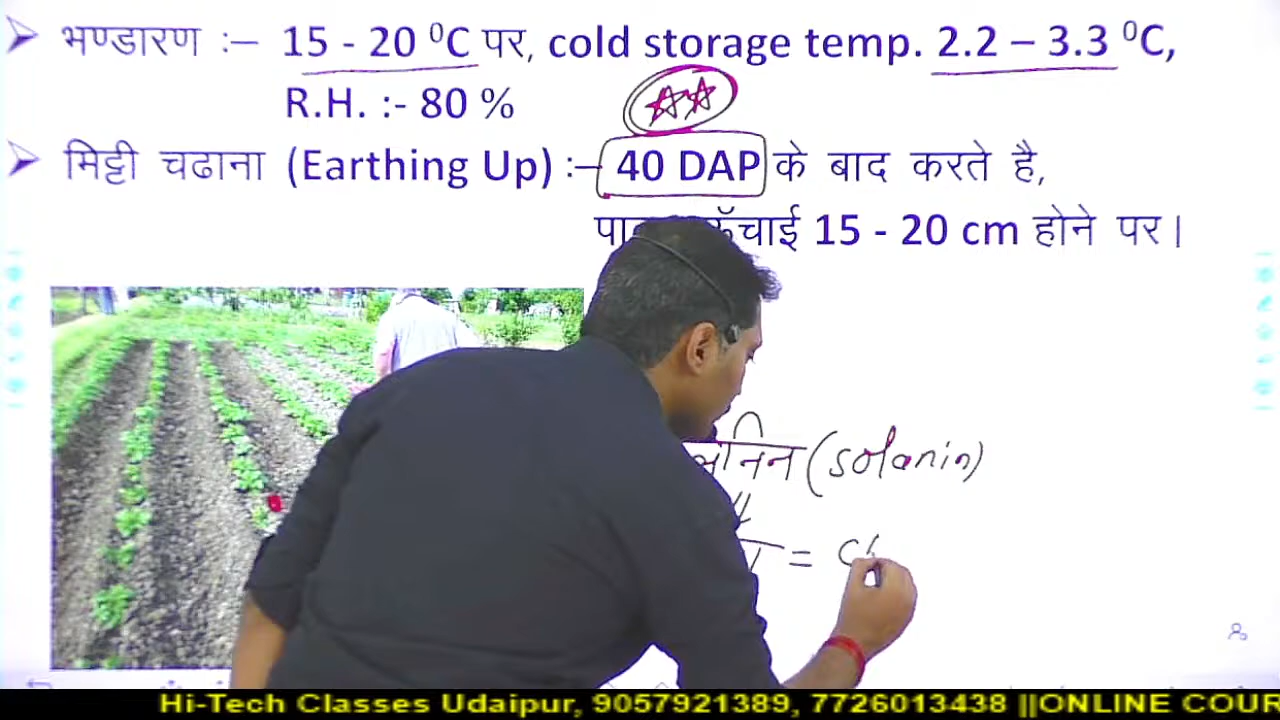 भण्डारण :– 15 - 20 ⁰C पर, cold storage temp. 2.2 – 3.3 ⁰C,
R.H. :- 80 %
मिट्टी चढाना (Earthing Up) :– 40 DAP के बाद करते है,
ऊँचाई 15 - 20 cm होने पर।
(Solanin)
=
Hi-Tech Classes Udaipur, 9057921389, 7726013438 ||ONLINE COUR